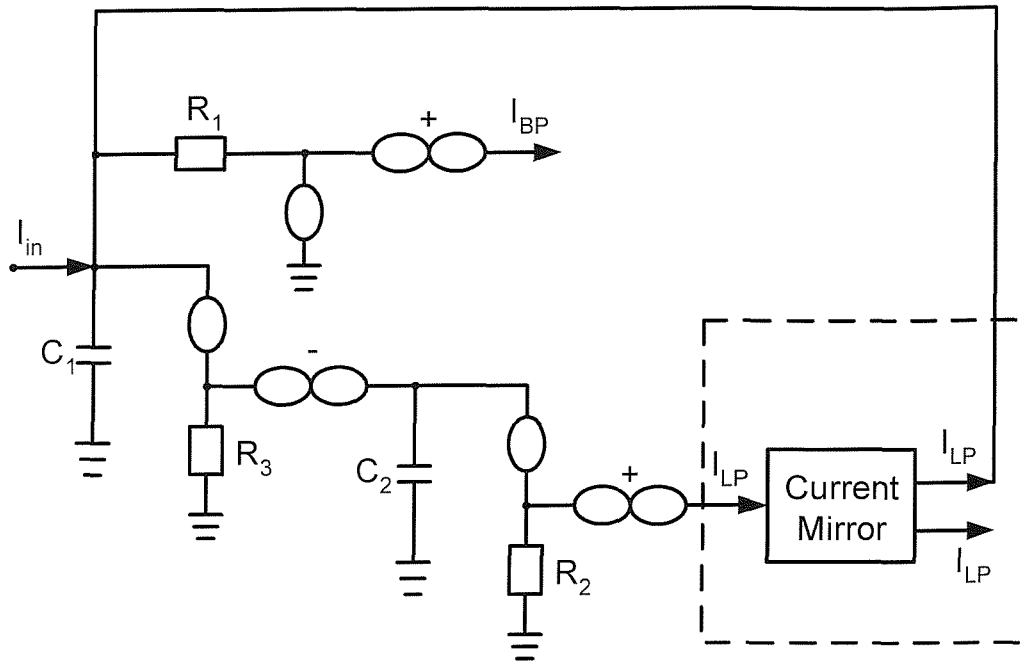 R1
+
IBP
Iin
C1
-
R3
C2
+
ILP
ILP
Current
Mirror
ILP
R2